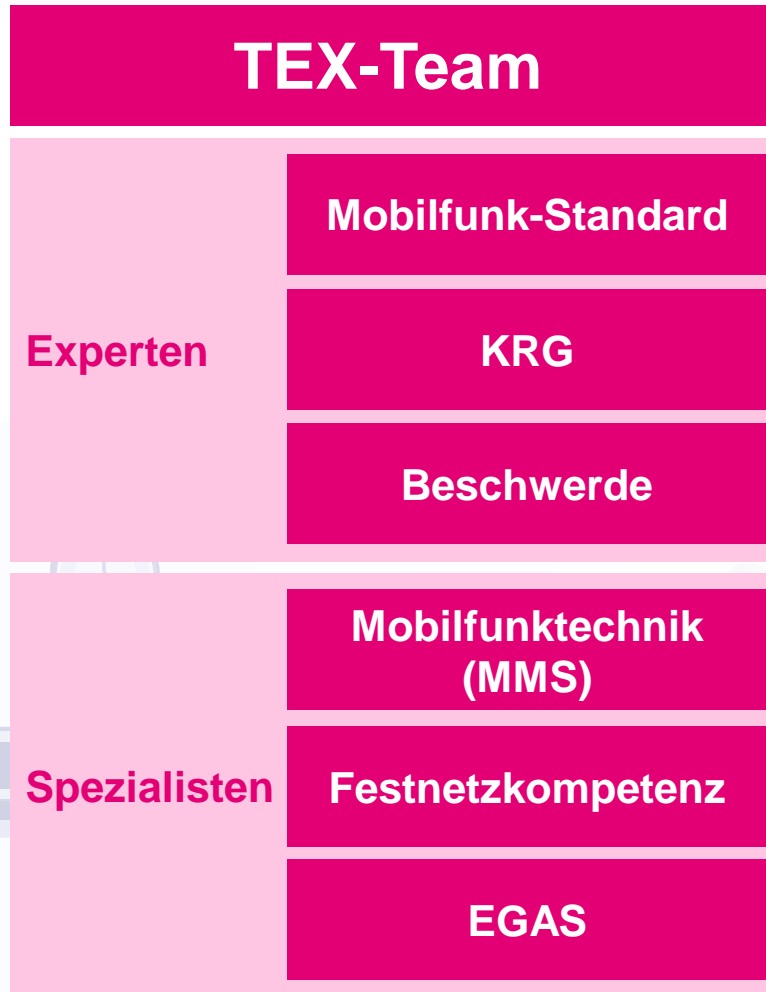 TEX-Team
Experten
Mobilfunk-Standard
KRG
Beschwerde
Spezialisten
Mobilfunktechnik
(MMS)
Festnetzkompetenz
EGAS